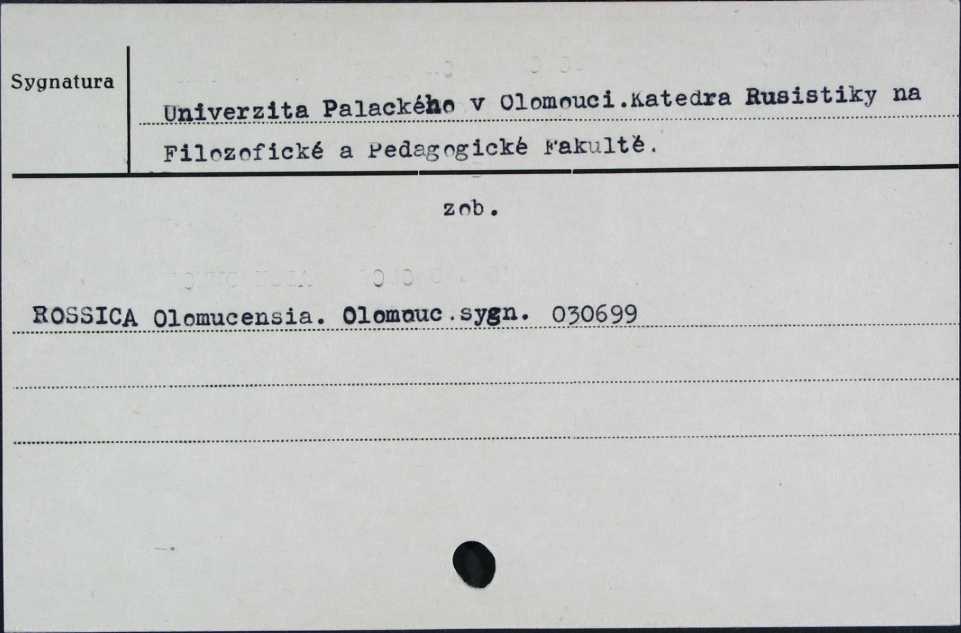 Sygnatura
Univerzita Palackého v Olomouci.Katedra Rusistiky na
Filozofické a Pedagogické Fakultě.
zob.
ROSSICA Olomucensia. Olomouc.sygn. 030699